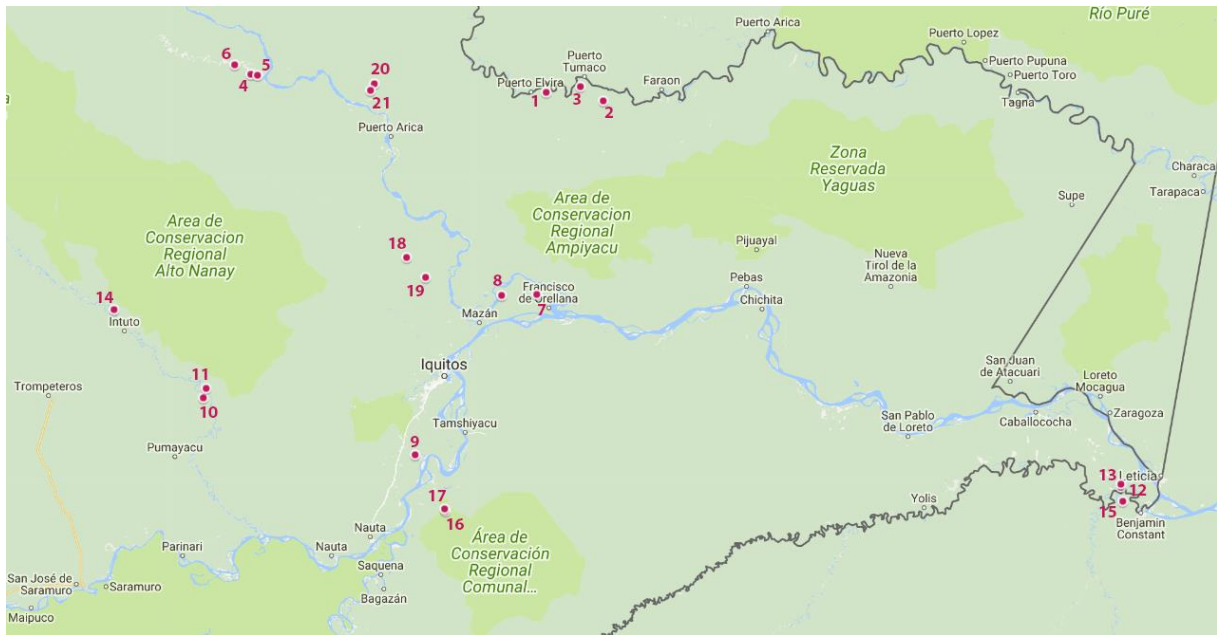 Río Puré
Puerto Arica
Puerto Lopez
Puerto
Tumaco
Puerto Pupuna
Puerto Toro
6
5
4
20
21
Puerto Elvira
1
3
2
Faraon
Tagna
Puerto Arica
Zona
Reservada
Yaguas
Characal
Tarapaca
Supe
Area de
Conservacion
Regional
Ampiyacu
Area de
Conservacion
Regional
Alto Nanay
18
19
Pijuayal
Nueva
Tirol de la
Amazonia
14
Intuto
8
Francisco
de Orellana
7
Mazán
Pebas
Chichita
Iquitos
San Juan
de Atacuari
Loreto
Mocagua
Trompeteros
11
10
Zaragoza
Caballococha
San Pablo
de Loreto
Tamshiyacu
Pumayacu
9
13
Leticia
12
15
Benjamin
Constant
17
16
Yolis
Nauta
Nauta
Área de
Conservación
Regional
Comunal...
Parinari
Saquena
Bagazán
San José de
Saramuro
Saramuro
Maipuco